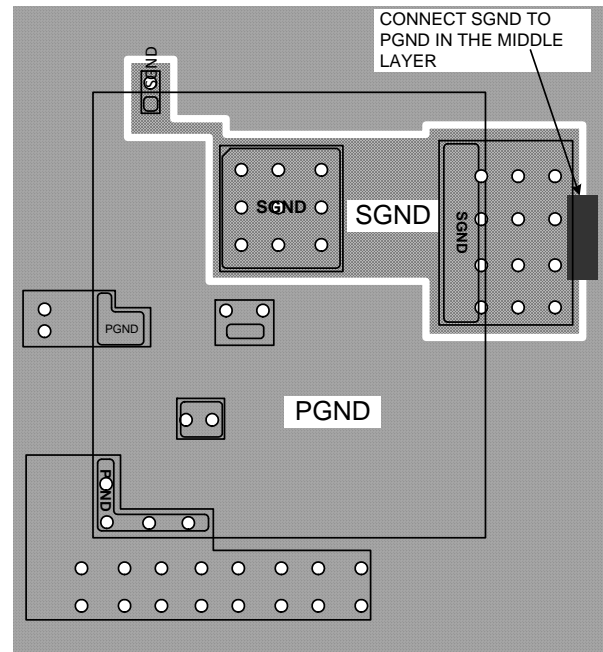 CONNECT SGND TO
PGND IN THE MIDDLE
LAYER
SGND
SGND
SGND
SGND
PGND
PGND
PGND